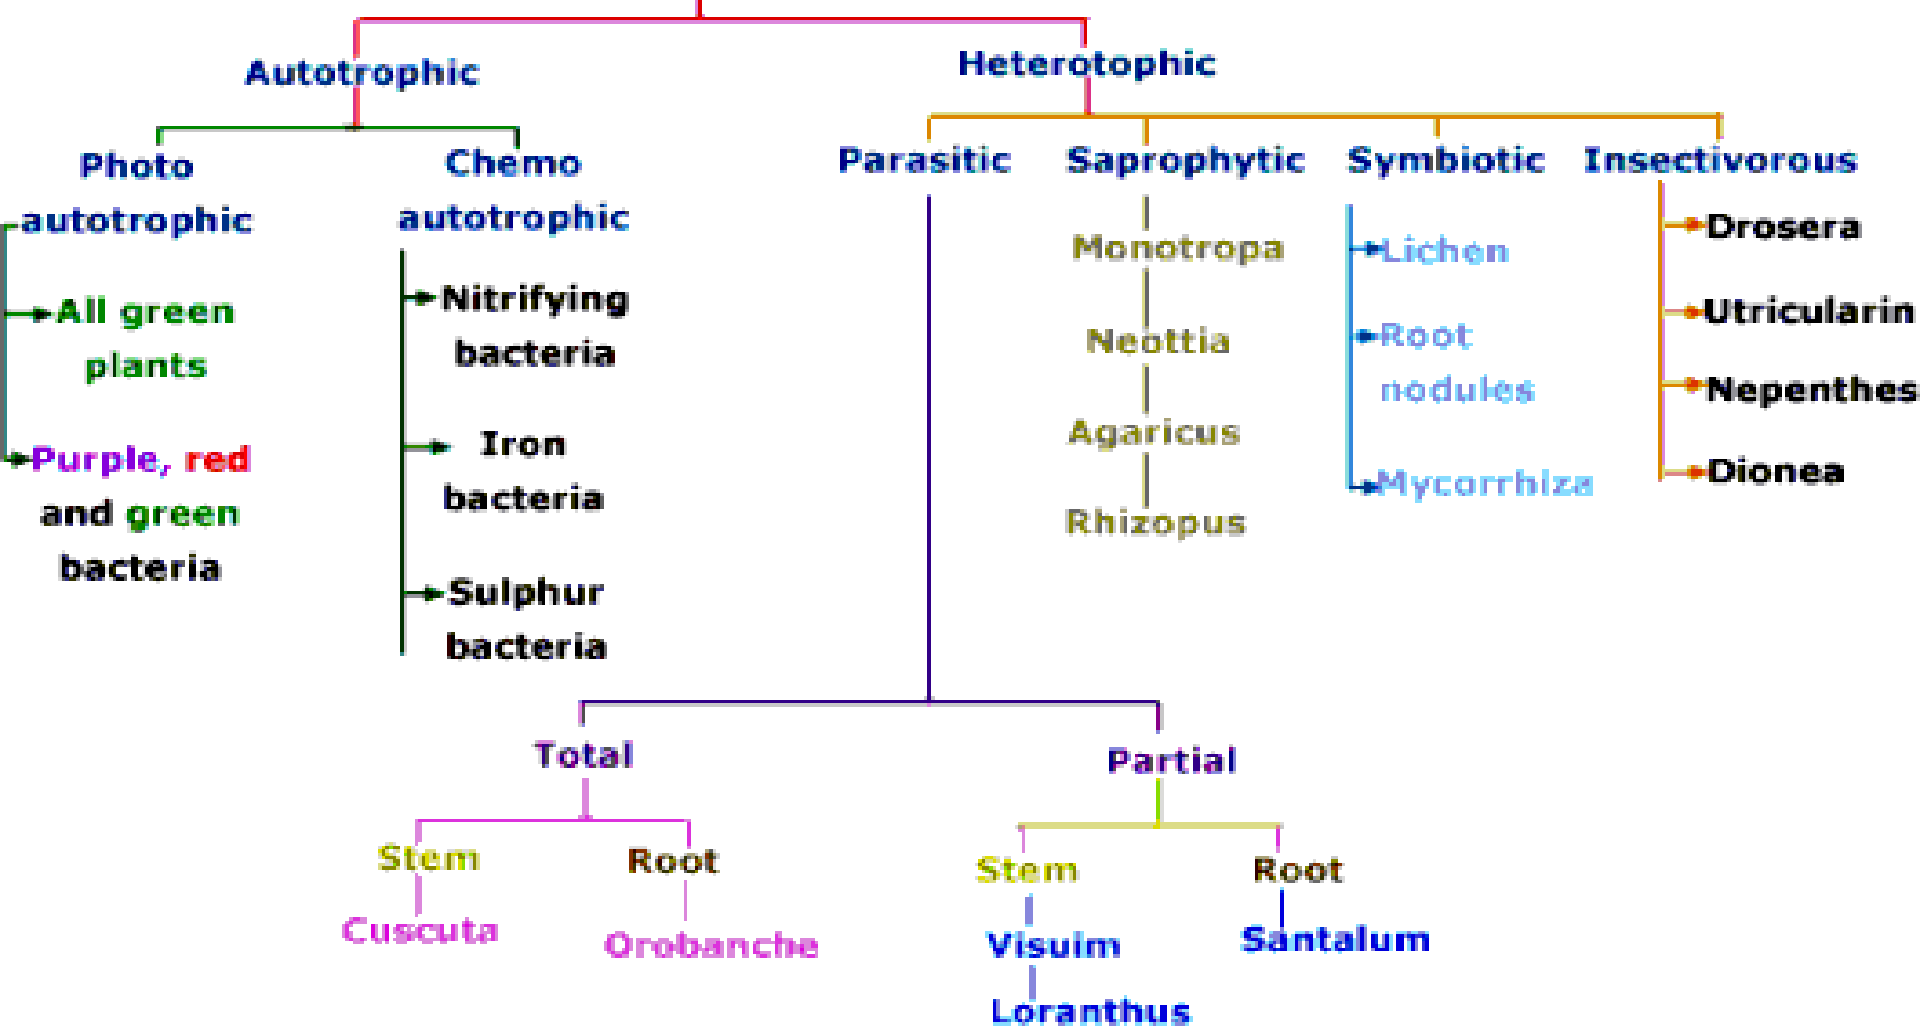 Autotrophic
Heterotophic
Photo
autotrophic
All green
plants
Purple, red
and green
bacteria
Chemo
autotrophic
Nitrifying
bacteria
Iron
bacteria
Sulphur
bacteria
Parasitic
Saprophytic
Monotropa
Neottia
Agaricus
Rhizopus
Symbiotic
Lichen
Root
nodules
Mycorrhiza
Insectivorous
Drosera
Utricularin
Nepenthes
Dionea
Total
Stem
Cuscuta
Root
Orobanche
Partial
Stem
Visuim
Loranthus
Root
Santalum